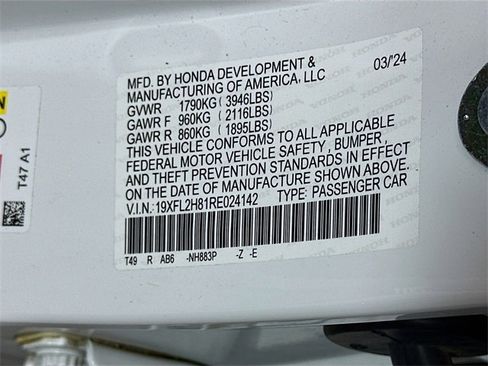 MFD. BY HONDA DEVELOPMENT & 03/'24
MANUFACTURING OF AMERICA, LLC
GVWR 1790KG (3946LBS)
GAWR F 960KG (2116LBS)
GAWR R 860KG (1895LBS)
THIS VEHICLE CONFORMS TO ALL APPLICABLE
FEDERAL MOTOR VEHICLE SAFETY, BUMPER,
AND THEFT PREVENTION STANDARDS IN EFFECT
ON THE DATE OF MANUFACTURE SHOWN ABOVE.
V.I.N: 19XFL2H81RE024142 TYPE: PASSENGER CAR
T49 R AB6 -NH883P -Z -E
T47 A1